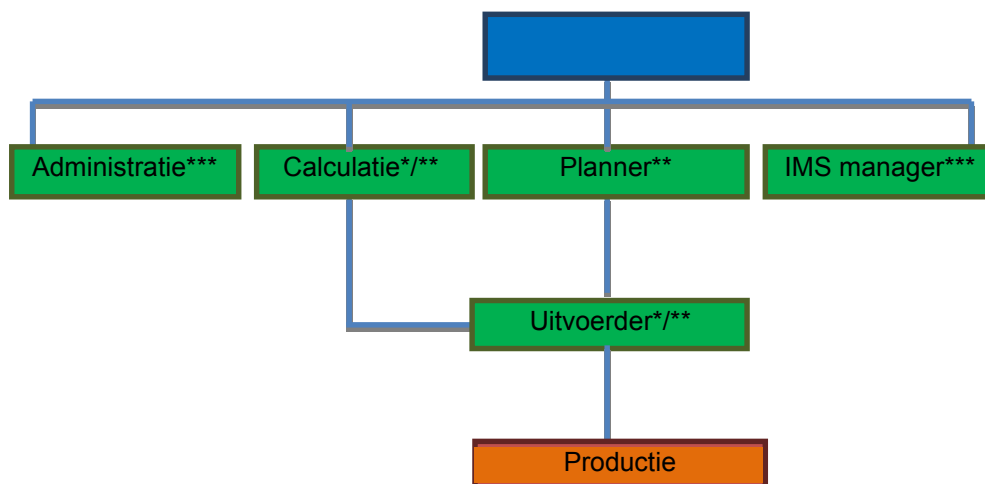 Administratie***
Calculatie*/**
Planner**
IMS manager***
Uitvoerder*/**
Productie